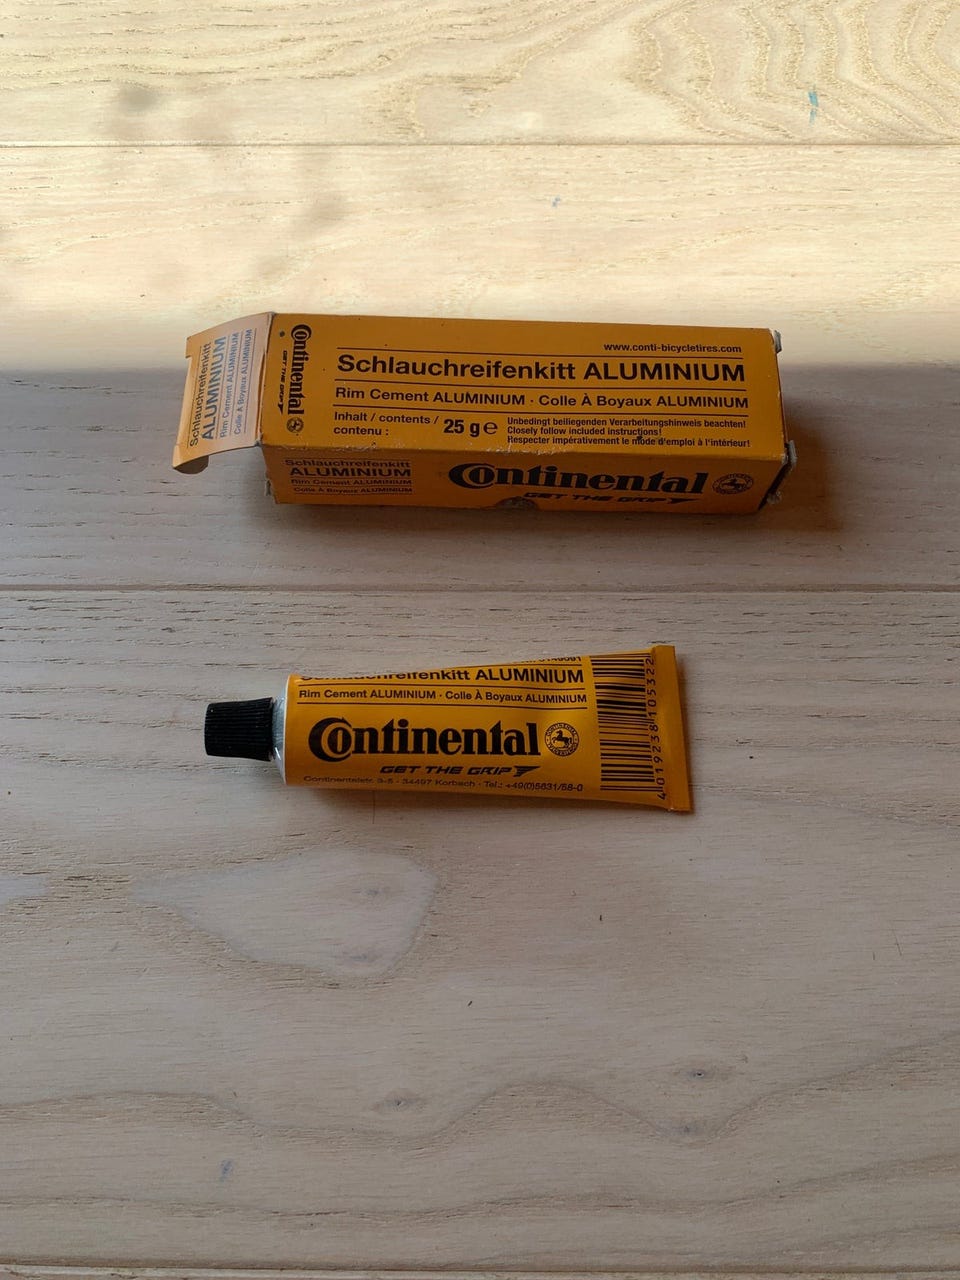 www.conti-bicycletires.com
Schlauchreifenkitt ALUMINIUM
Rim Cement ALUMINIUM · Colle À Boyaux ALUMINIUM
Inhalt / contents /
contenu :
25 g e
Unbedingt beiliegenden Verarbeitungshinweis beachten!
Closely follow included instructions!
Respecter impérativement le mode d'emploi à l'intérieur!
Continental
GET THE GRIP
Schlauchreifenkitt
ALUMINIUM
Rim Cement ALUMINIUM
Colle À Boyaux ALUMINIUM
Schlauchreifenkitt
ALUMINIUM
Rim Cement ALUMINIUM
Colle À Boyaux ALUMINIUM
Continental
GET THE GRIP
Schlauchreifenkitt ALUMINIUM
Rim Cement ALUMINIUM · Colle À Boyaux ALUMINIUM
Continental
GET THE GRIP
Continentalstr. 3-5 · 34497 Korbach · Tel.: +49(0)5631/58-0
4 019238 105322